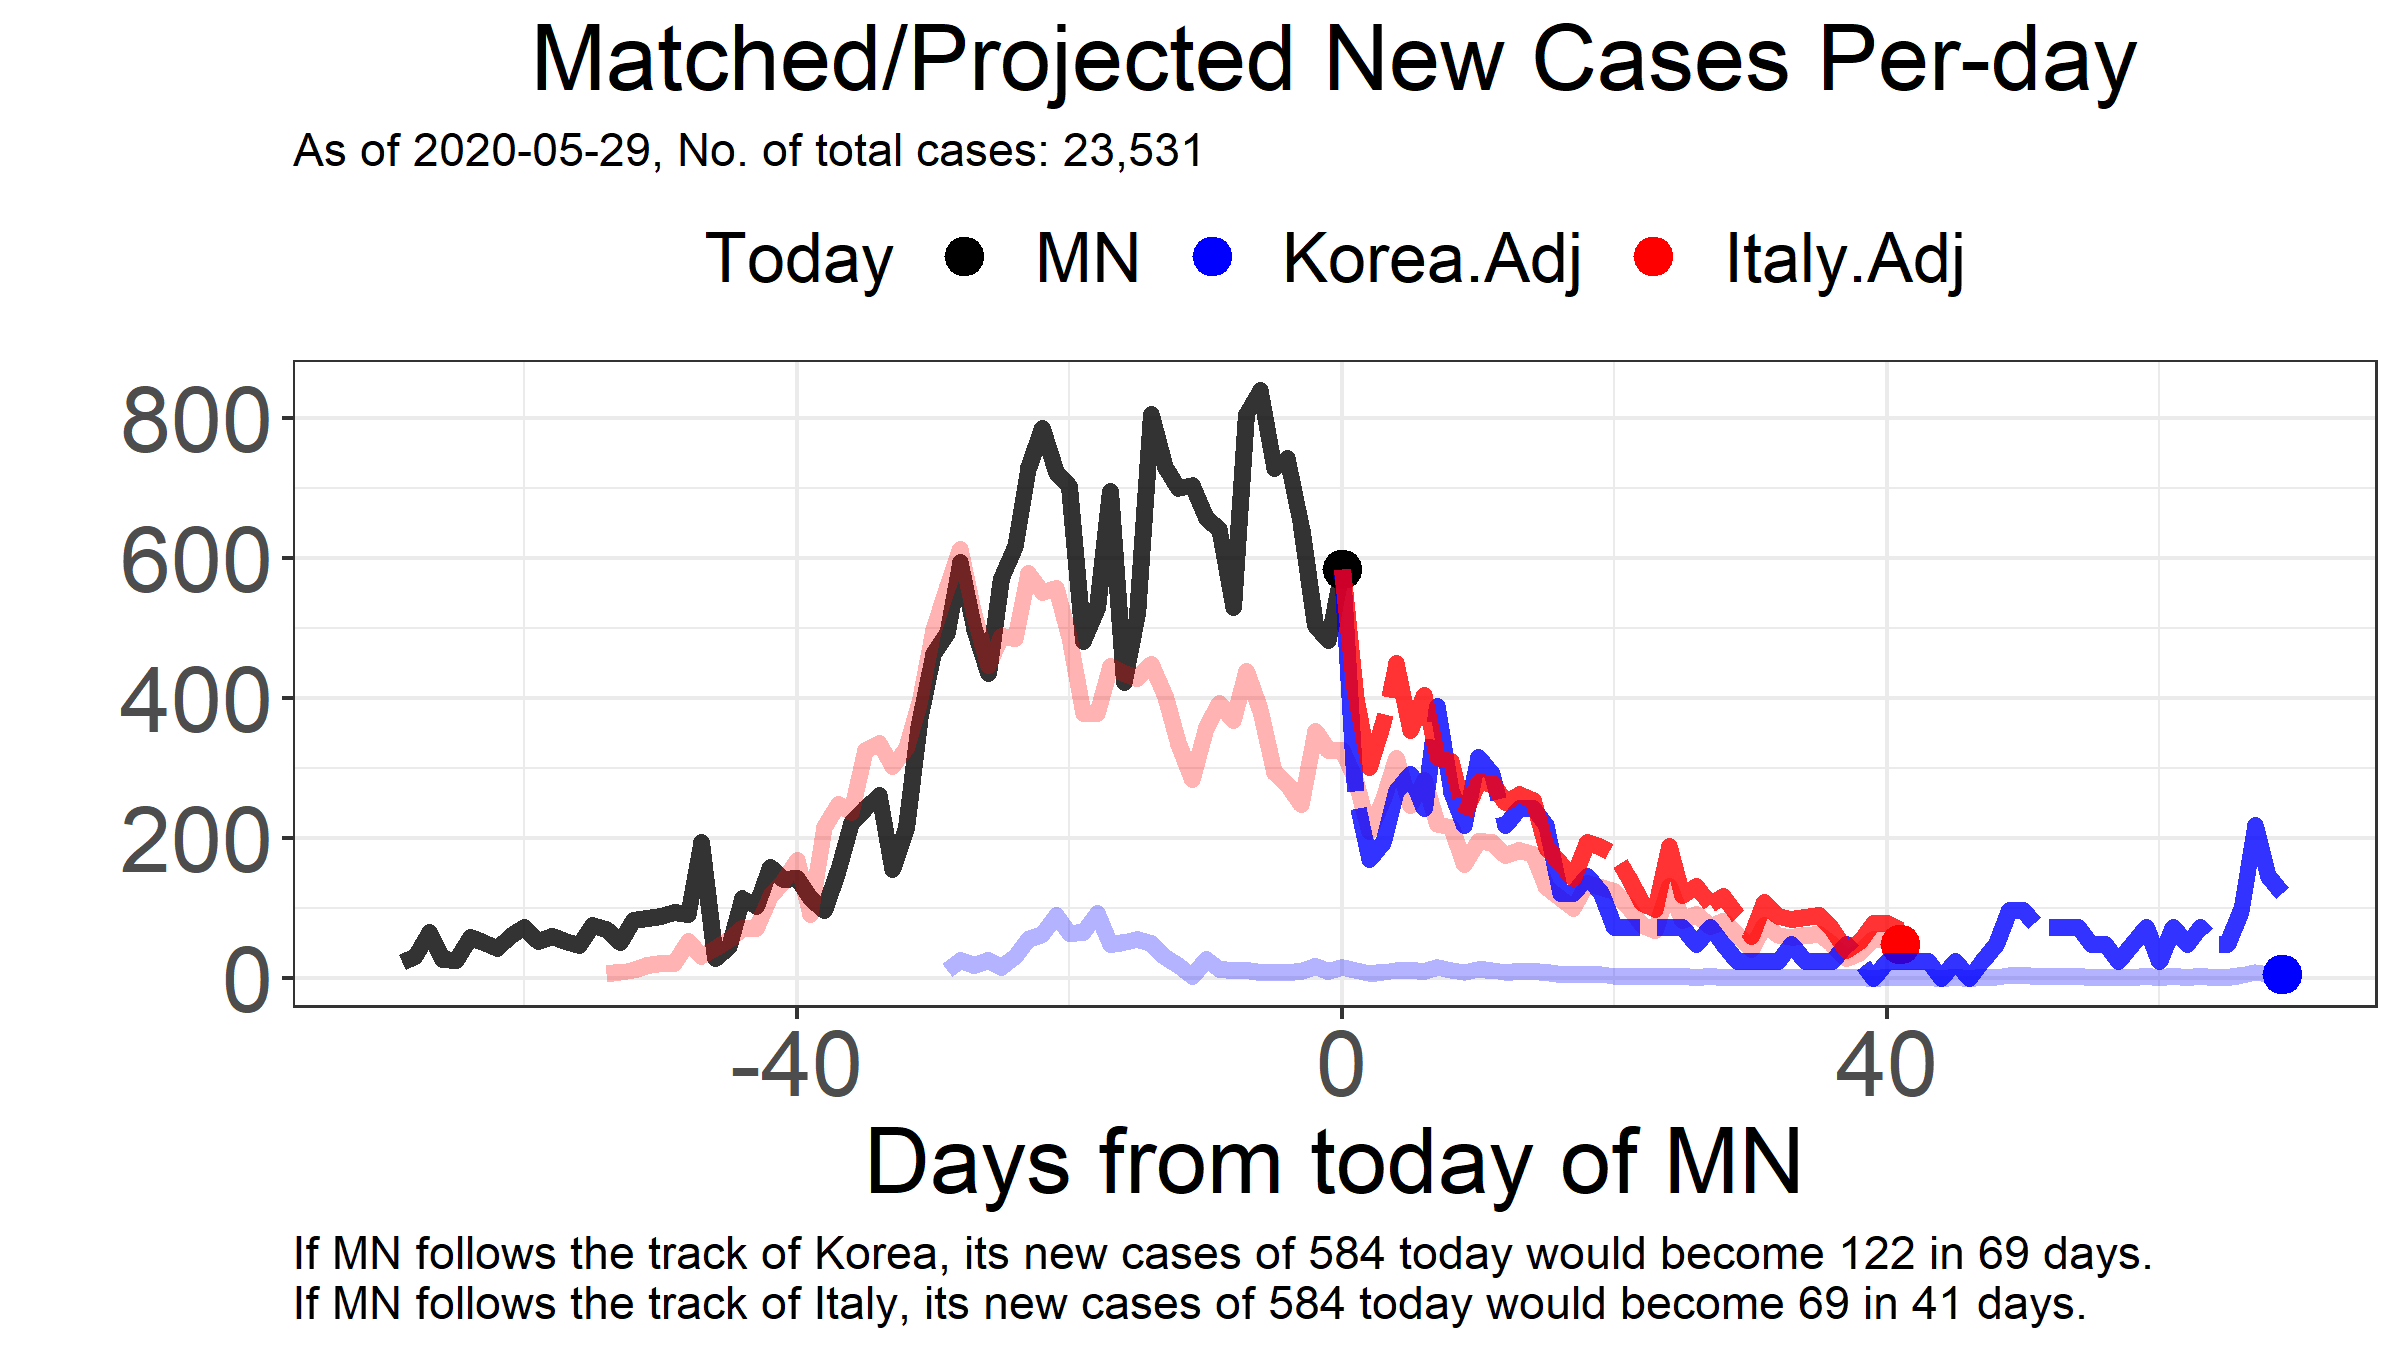 Matched/Projected New Cases Per-day
As of 2020-05-29, No. of total cases: 23,531
Today MN Korea.Adj Italy.Adj
800
600
400
200
0
-40 0 40
Days from today of MN
If MN follows the track of Korea, its new cases of 584 today would become 122 in 69 days.
If MN follows the track of Italy, its new cases of 584 today would become 69 in 41 days.